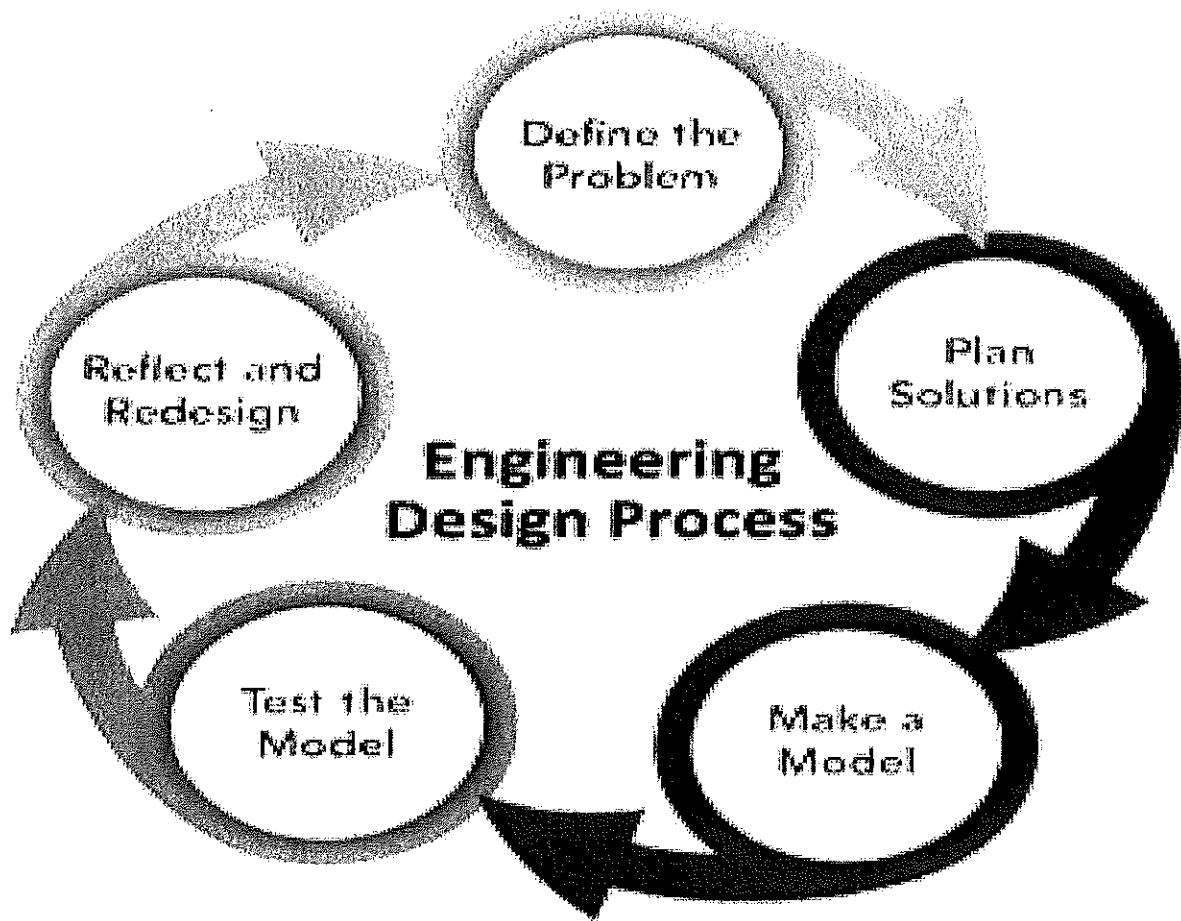 Define the
Problem
Plan
Solutions
Make a
Model
Test the
Model
Reflect and
Redesign
Engineering
Design Process